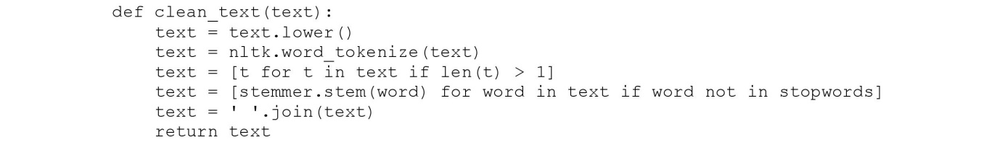 def clean_text(text):
    text = text.lower()
    text = nltk.word_tokenize(text)
    text = [t for t in text if len(t) > 1]
    text = [stemmer.stem(word) for word in text if word not in stopwords]
    text = ' '.join(text)
    return text